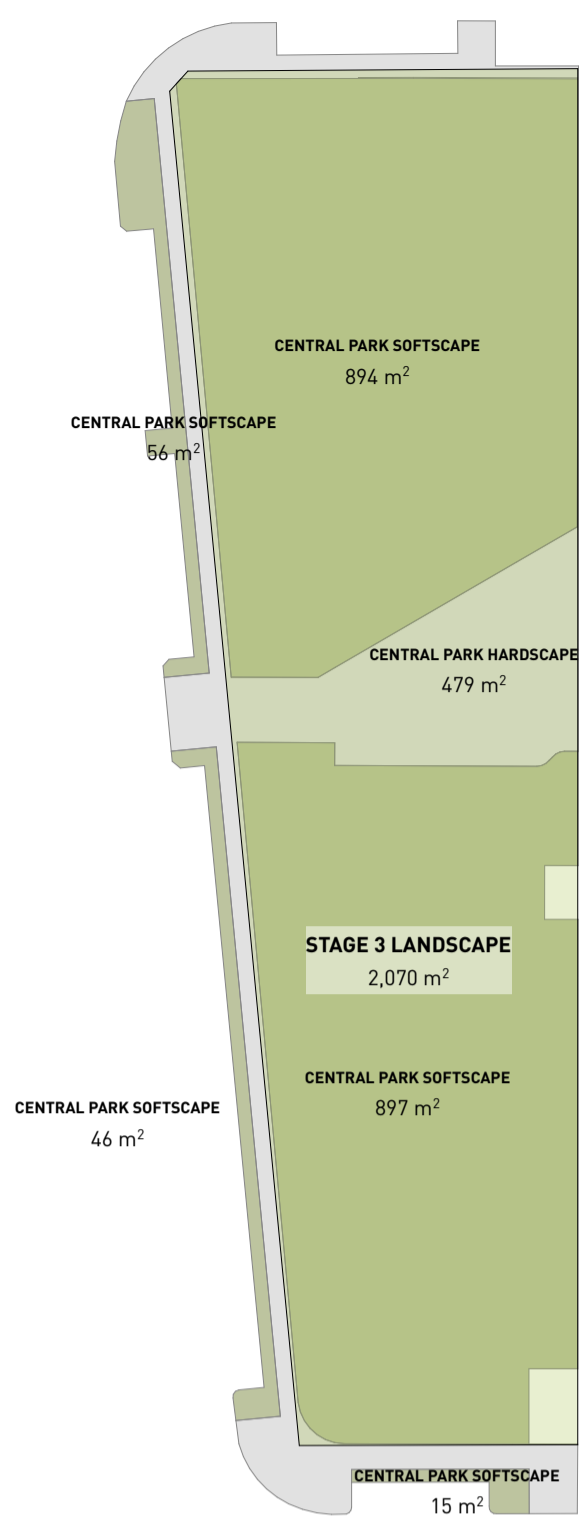 CENTRAL PARK SOFTSCAPE
894 m²
CENTRAL PARK SOFTSCAPE
56 m²
CENTRAL PARK HARDSCAPE
479 m²
STAGE 3 LANDSCAPE
2,070 m²
CENTRAL PARK SOFTSCAPE
897 m²
CENTRAL PARK SOFTSCAPE
46 m²
CENTRAL PARK SOFTSCAPE
15 m²